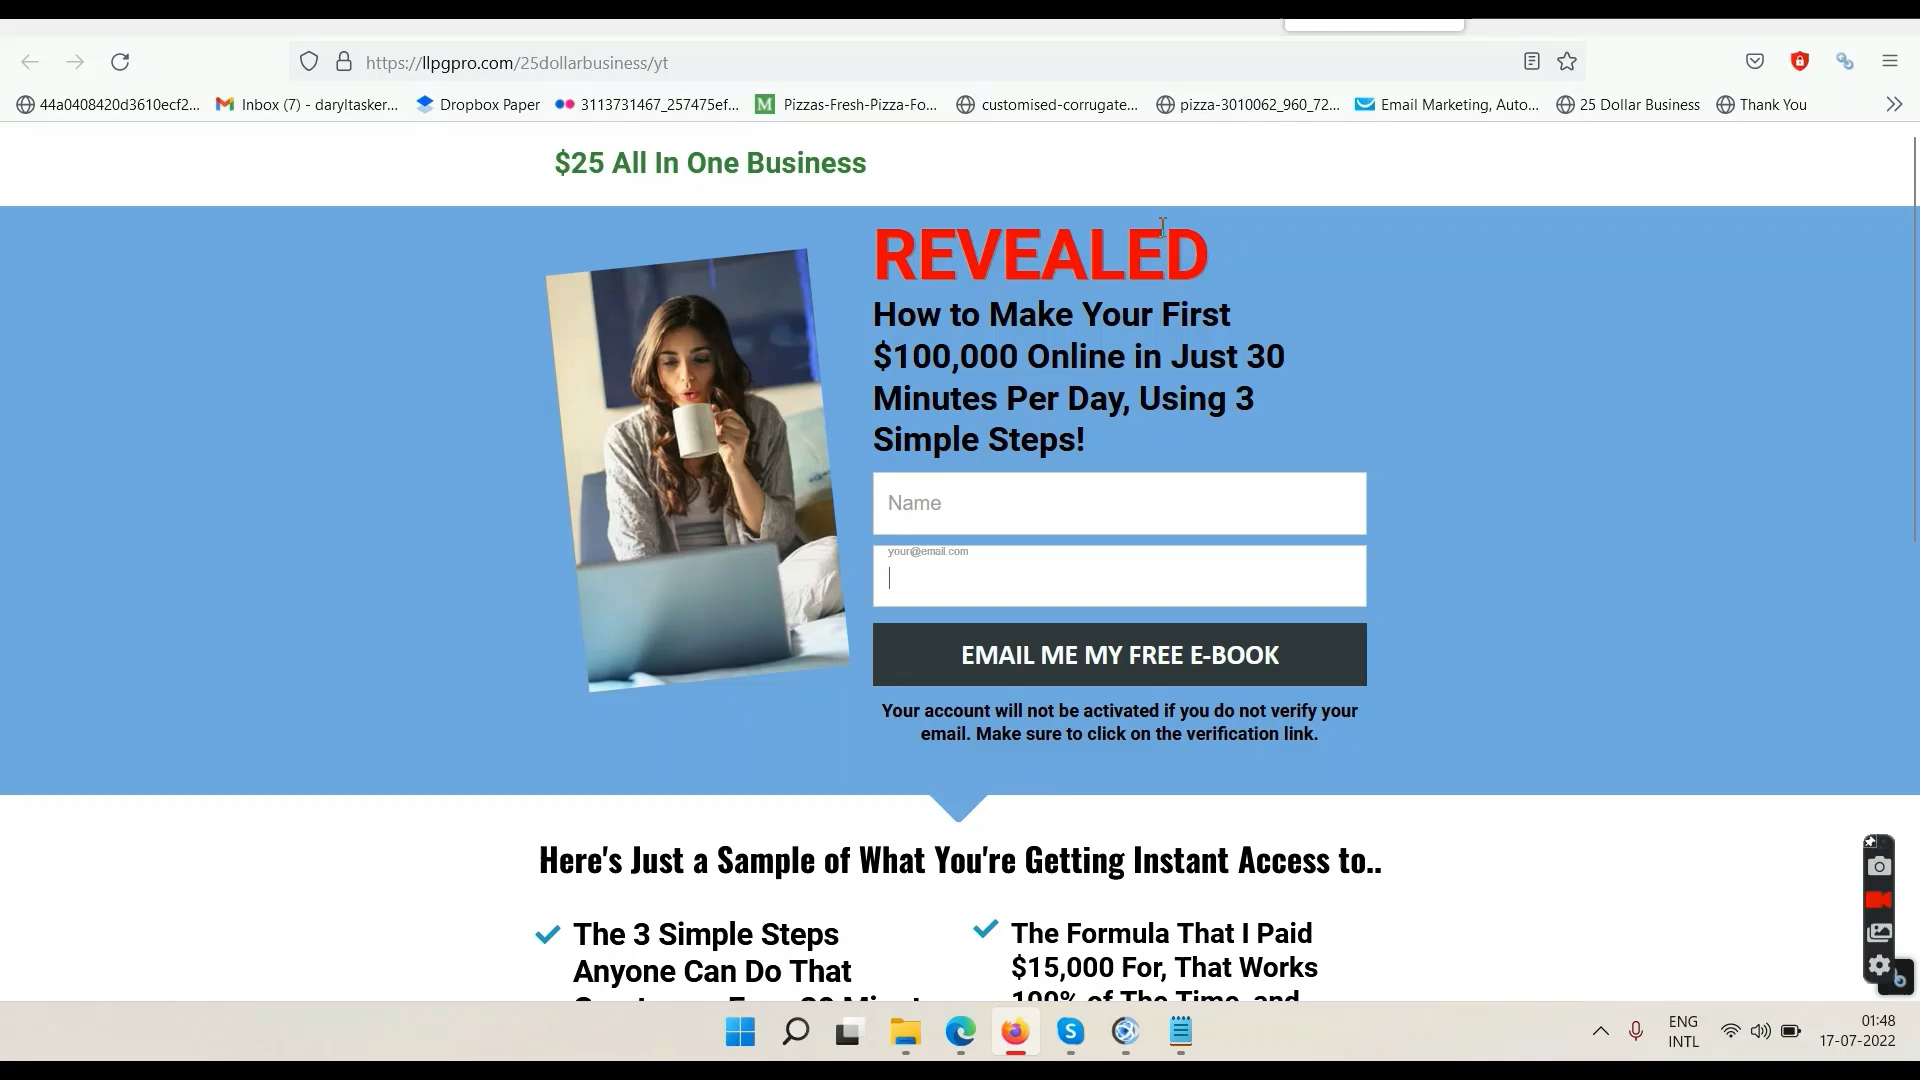 https://llpgpro.com/25dollarbusiness/yt
44a0408420d3610ecf2...
Inbox (7) - daryltasker...
Dropbox Paper
3113731467_257475ef...
M
Pizzas-Fresh-Pizza-Fo...
customised-corrugate...
pizza-3010062_960_72...
Email Marketing, Auto...
25 Dollar Business
Thank You
$25 All In One Business
REVEALED
How to Make Your First
$100,000 Online in Just 30
Minutes Per Day, Using 3
Simple Steps!
Name
your@email.com
EMAIL ME MY FREE E-BOOK
Your account will not be activated if you do not verify your
email. Make sure to click on the verification link.
Here's Just a Sample of What You're Getting Instant Access to..
The 3 Simple Steps
Anyone Can Do That
The Formula That I Paid
$15,000 For, That Works
100% of The Time, and
S
ENG
INTL
01:48
17-07-2022